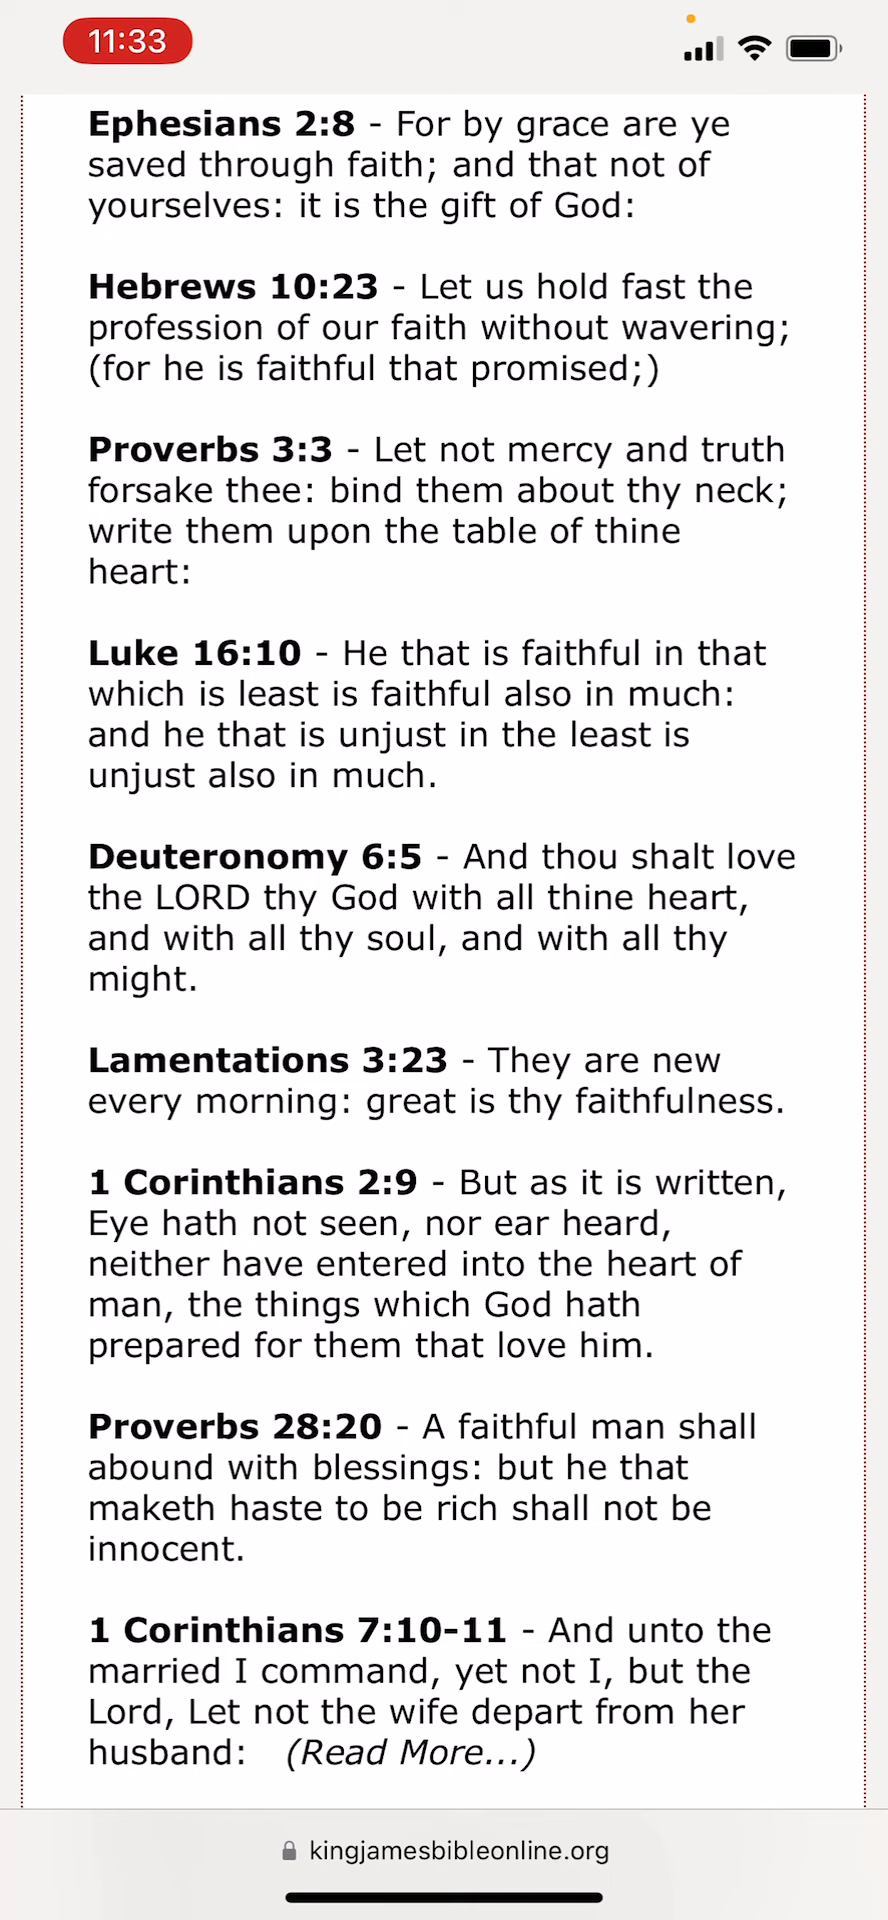 11:33
Ephesians 2:8 - For by grace are ye
saved through faith; and that not of
yourselves: it is the gift of God:
Hebrews 10:23 - Let us hold fast the
profession of our faith without wavering;
(for he is faithful that promised;)
Proverbs 3:3 - Let not mercy and truth
forsake thee: bind them about thy neck;
write them upon the table of thine
heart:
Luke 16:10 - He that is faithful in that
which is least is faithful also in much:
and he that is unjust in the least is
unjust also in much.
Deuteronomy 6:5 - And thou shalt love
the LORD thy God with all thine heart,
and with all thy soul, and with all thy
might.
Lamentations 3:23 - They are new
every morning: great is thy faithfulness.
1 Corinthians 2:9 - But as it is written,
Eye hath not seen, nor ear heard,
neither have entered into the heart of
man, the things which God hath
prepared for them that love him.
Proverbs 28:20 - A faithful man shall
abound with blessings: but he that
maketh haste to be rich shall not be
innocent.
1 Corinthians 7:10-11 - And unto the
married I command, yet not I, but the
Lord, Let not the wife depart from her
husband: (Read More...)
kingjamesbibleonline.org